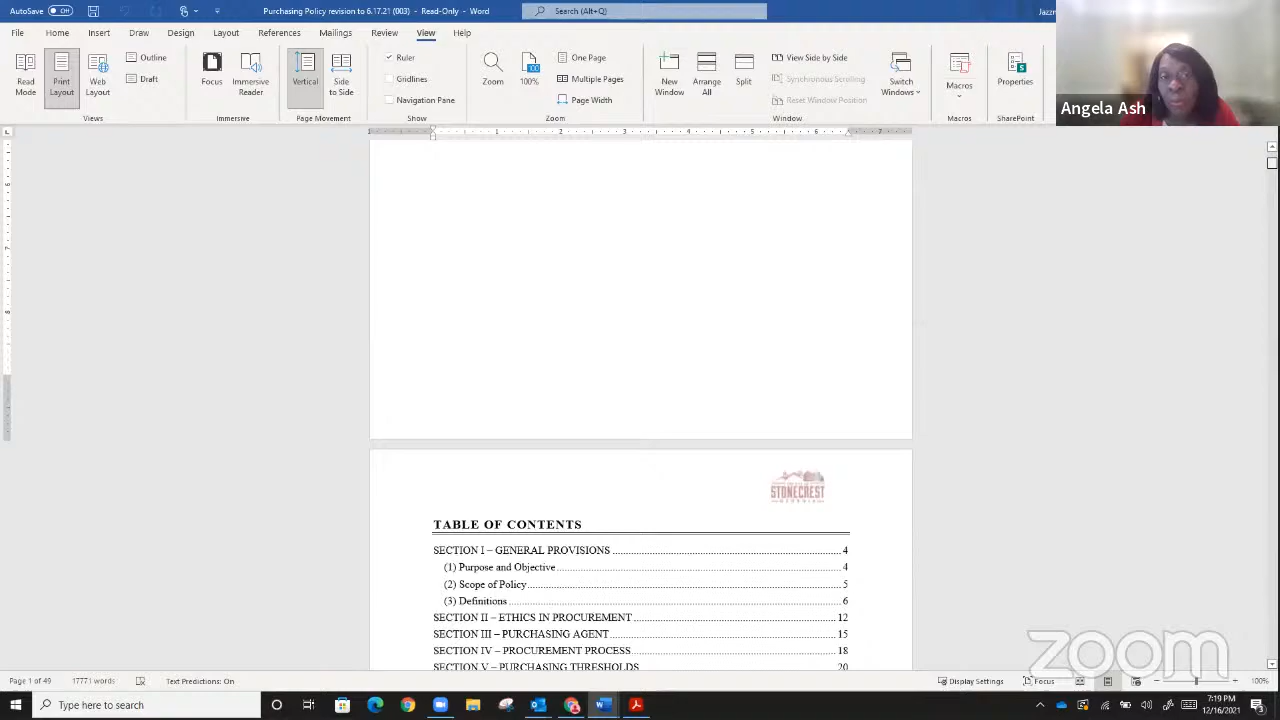 AutoSave Off Purchasing Policy revision to 6.17.21 (003) - Read-Only - Word Search (Alt+Q) Jazzm
File Home Insert Draw Design Layout References Mailings Review View Help
Read Mode
Print Layout
Web Layout
Outline
Draft
Views
Focus
Immersive Reader
Immersive
Vertical
Side to Side
Page Movement
Ruler
Gridlines
Navigation Pane
Show
Zoom
100%
One Page
Multiple Pages
Page Width
Zoom
New Window
Arrange All
Split
View Side by Side
Synchronous Scrolling
Reset Window Position
Switch Windows
Window
Macros
Macros
Properties
SharePoint
Angela Ash
STONECREST
GEORGIA
TABLE OF CONTENTS
SECTION I – GENERAL PROVISIONS 4
(1) Purpose and Objective 4
(2) Scope of Policy 5
(3) Definitions 6
SECTION II – ETHICS IN PROCUREMENT 12
SECTION III – PURCHASING AGENT 15
SECTION IV – PROCUREMENT PROCESS 18
SECTION V – PURCHASING THRESHOLDS 20
zoom
Page 1 of 49 17771 words Text Predictions: On Display Settings Focus 100%
Type here to search
7:19 PM
12/16/2021